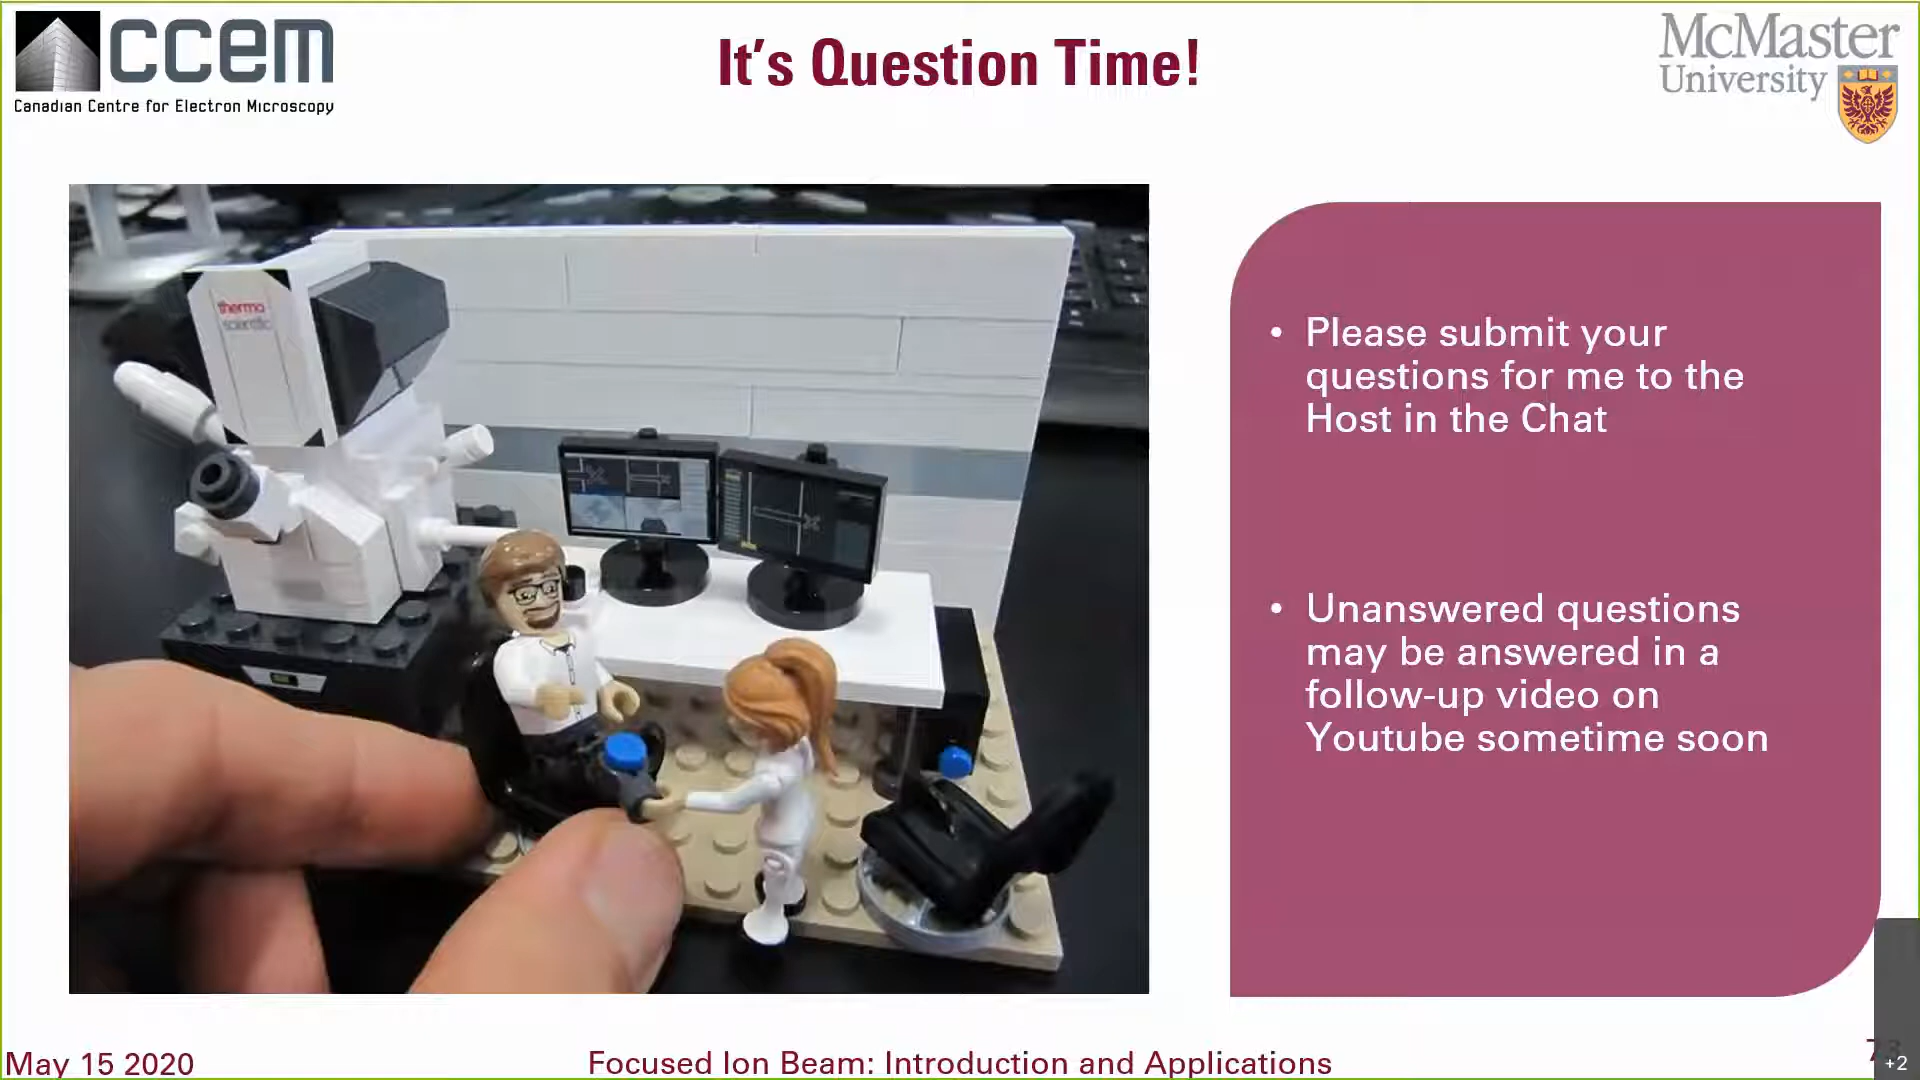 ccem
Canadian Centre for Electron Microscopy
It's Question Time!
McMaster
University
thermo
scientific
• Please submit your
questions for me to the
Host in the Chat
• Unanswered questions
may be answered in a
follow-up video on
Youtube sometime soon
May 15 2020
Focused Ion Beam: Introduction and Applications
+2